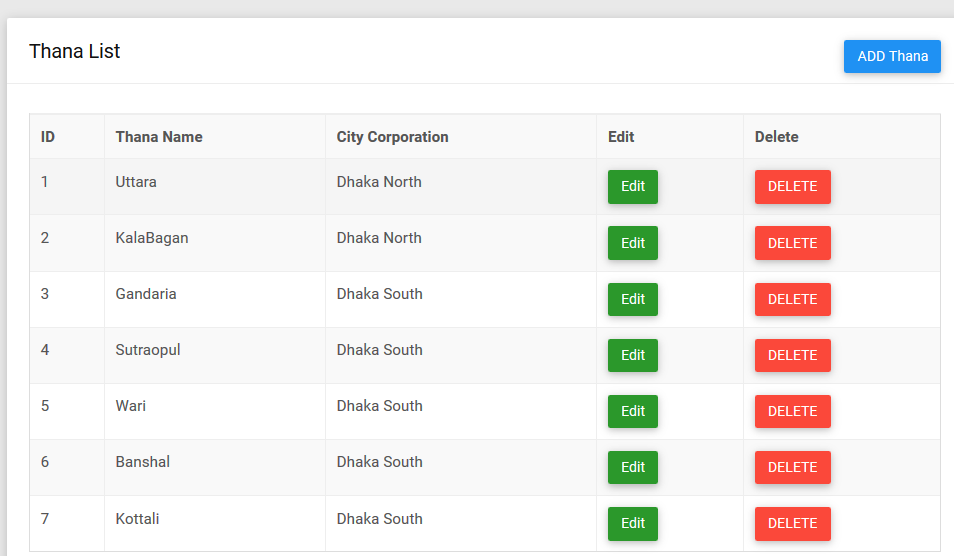 Thana List
ADD Thana
ID Thana Name City Corporation Edit Delete
1 Uttara Dhaka North Edit DELETE
2 KalaBagan Dhaka North Edit DELETE
3 Gandaria Dhaka South Edit DELETE
4 Sutraopul Dhaka South Edit DELETE
5 Wari Dhaka South Edit DELETE
6 Banshal Dhaka South Edit DELETE
7 Kottali Dhaka South Edit DELETE